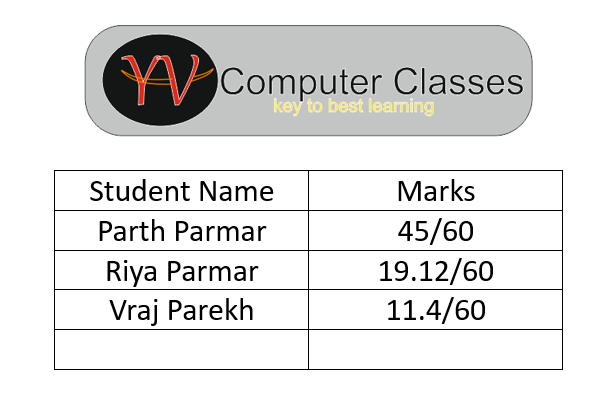 YV Computer Classes
key to best learning
Student Name Marks
Parth Parmar 45/60
Riya Parmar 19.12/60
Vraj Parekh 11.4/60